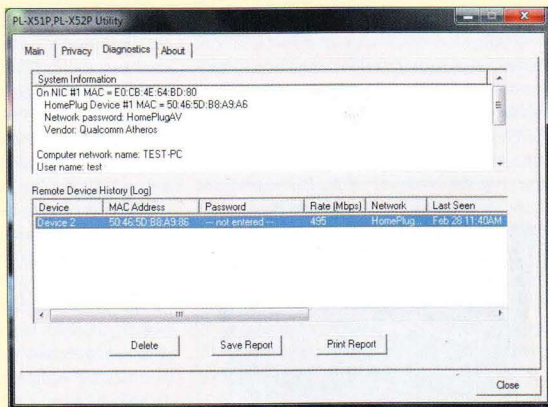 PL-X51P,PL-X52P Utility
Main Privacy Diagnostics About
System Information
On NIC #1 MAC = E0:CB:4E:64:BD:80
HomePlug Device #1 MAC = 50:46:5D:B8:A9:A6
Network password: HomePlugAV
Vendor: Qualcomm Atheros
Computer network name: TEST-PC
User name: test
Remote Device History (Log)
Device MAC Address Password Rate (Mbps) Network Last Seen
Device 2 50:46:5D:B8:A9:86 --- not entered --- 495 HomePlug... Feb 28 11:40AM
Delete Save Report Print Report
Close